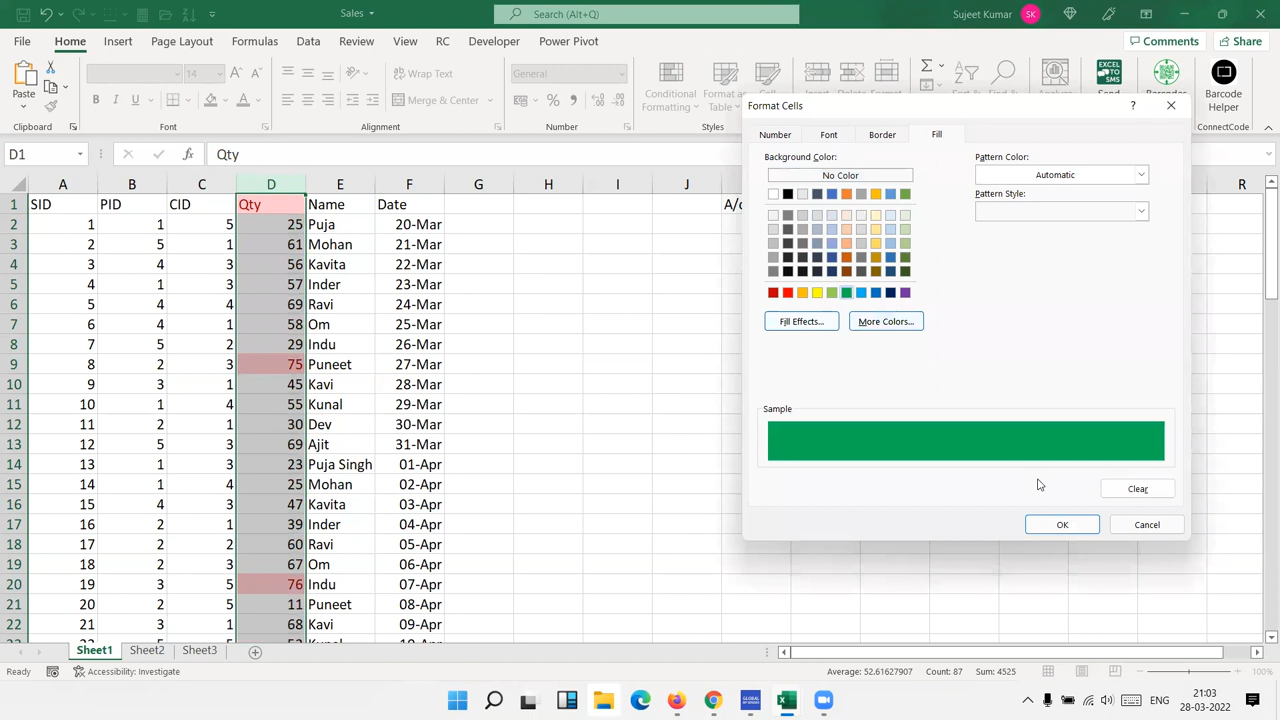 Sales
Search (Alt+Q)
Sujeet Kumar SK
File Home Insert Page Layout Formulas Data Review View RC Developer Power Pivot Comments Share
Paste
General
Wrap Text
Merge & Center
Conditional Formatting
Format as Table
Cell
Insert Delete Format
EXCEL TO SMS
Send
Barcodes
Barcode Helper
Clipboard Font Alignment Number Styles ConnectCode
D1 fx Qty
A B C D E F G H I J R
1 SID PID CID Qty Name Date A/c
2 1 1 5 25 Puja 20-Mar
3 2 5 1 61 Mohan 21-Mar
4 3 4 3 56 Kavita 22-Mar
5 4 1 3 57 Inder 23-Mar
6 5 4 4 69 Ravi 24-Mar
7 6 4 1 58 Om 25-Mar
8 7 5 2 29 Indu 26-Mar
9 8 2 3 75 Puneet 27-Mar
10 9 3 1 45 Kavi 28-Mar
11 10 1 4 55 Kunal 29-Mar
12 11 2 1 30 Dev 30-Mar
13 12 5 3 69 Ajit 31-Mar
14 13 1 3 23 Puja Singh 01-Apr
15 14 1 4 25 Mohan 02-Apr
16 15 4 3 47 Kavita 03-Apr
17 16 2 1 39 Inder 04-Apr
18 17 2 2 60 Ravi 05-Apr
19 18 2 3 67 Om 06-Apr
20 19 3 5 76 Indu 07-Apr
21 20 2 5 11 Puneet 08-Apr
22 21 3 1 68 Kavi 09-Apr
Format Cells ?
Number Font Border Fill
Background Color:
No Color
Pattern Color:
Automatic
Pattern Style:
Fill Effects... More Colors...
Sample
Clear
OK Cancel
Sheet1 Sheet2 Sheet3
Ready Accessibility: Investigate Average: 52.61627907 Count: 87 Sum: 4525 100%
ENG
21:03
28-03-2022